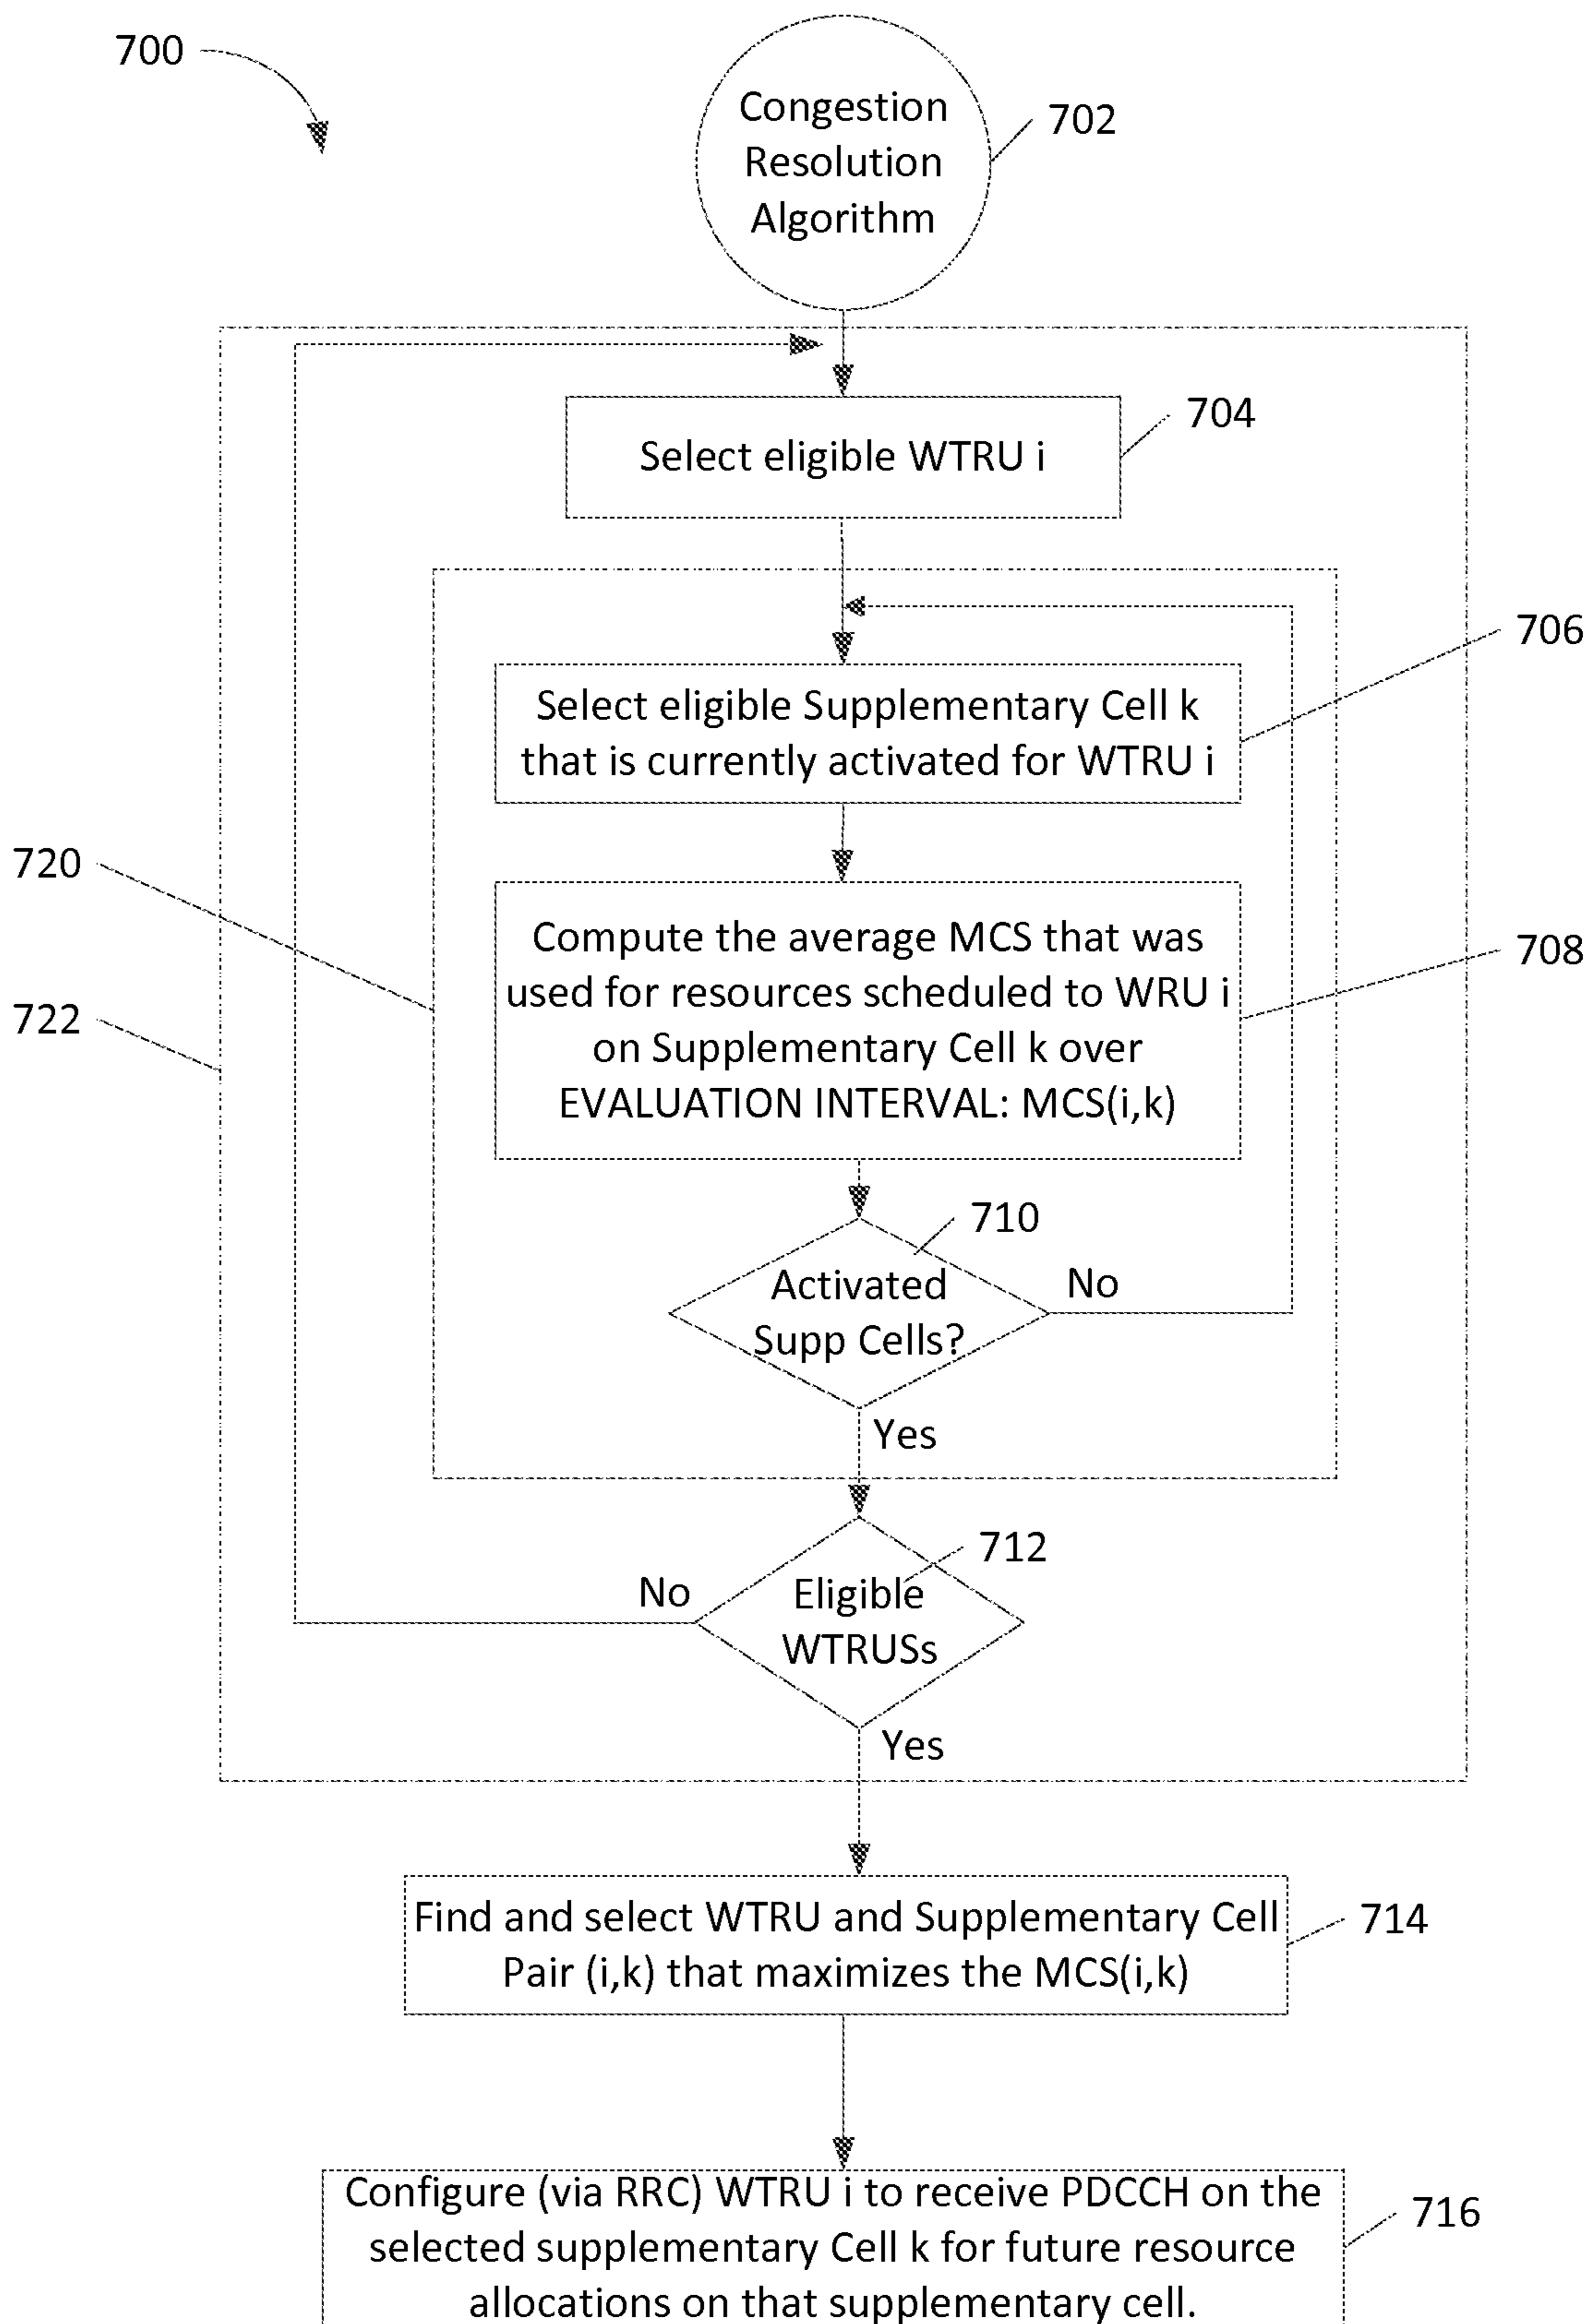 700
Congestion
Resolution
Algorithm
702
Select eligible WTRU i
704
Select eligible Supplementary Cell k
that is currently activated for WTRU i
706
Compute the average MCS that was
used for resources scheduled to WRU i
on Supplementary Cell k over
EVALUATION INTERVAL: MCS(i,k)
708
720
722
710
Activated
Supp Cells?
No
Yes
712
Eligible
WTRUSs
No
Yes
Find and select WTRU and Supplementary Cell
Pair (i,k) that maximizes the MCS(i,k)
714
Configure (via RRC) WTRU i to receive PDCCH on the
selected supplementary Cell k for future resource
allocations on that supplementary cell.
716